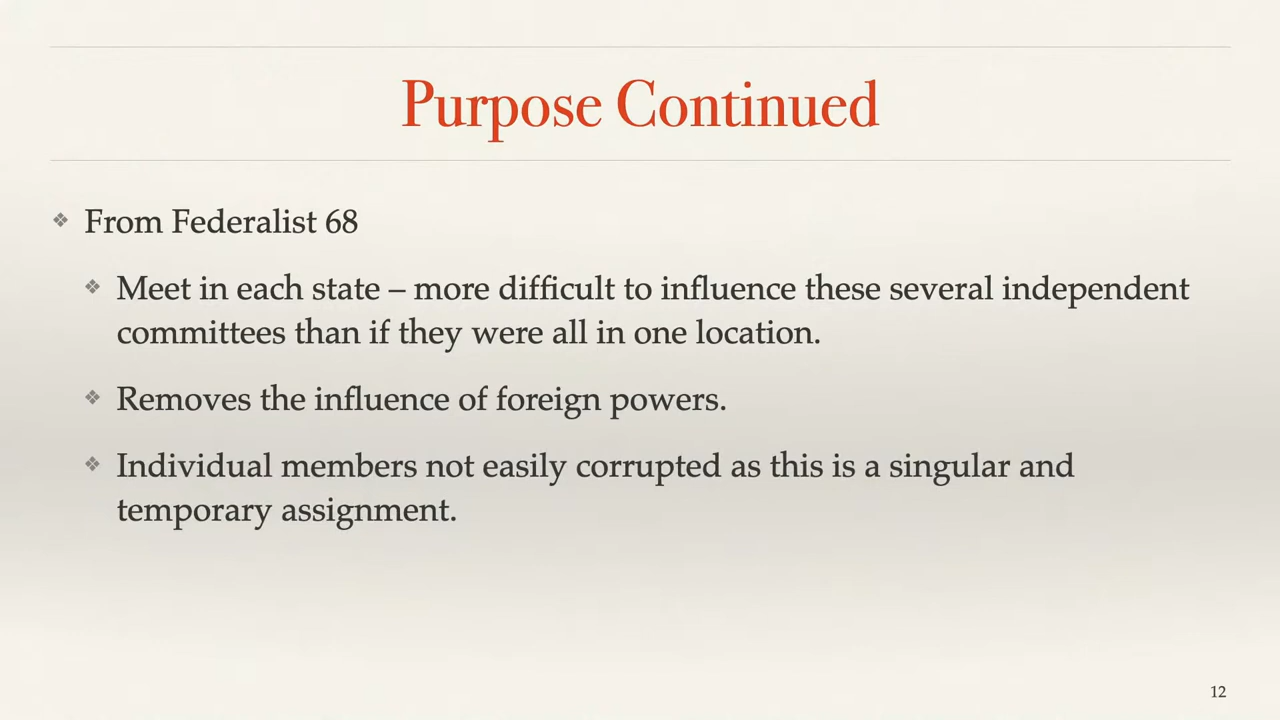 Purpose Continued
❖ From Federalist 68
❖ Meet in each state – more difficult to influence these several independent
committees than if they were all in one location.
❖ Removes the influence of foreign powers.
❖ Individual members not easily corrupted as this is a singular and
temporary assignment.
12